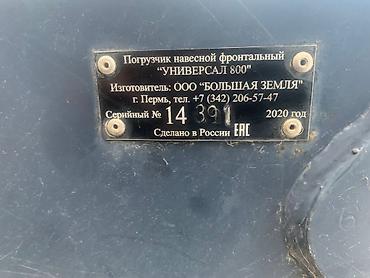 Погрузчик навесной фронтальный
"УНИВЕРСАЛ 800"
Изготовитель: ООО "БОЛЬШАЯ ЗЕМЛЯ"
г. Пермь, тел. +7 (342) 206-57-47
Серийный № 14 391 2020 год
Сделано в России EAC